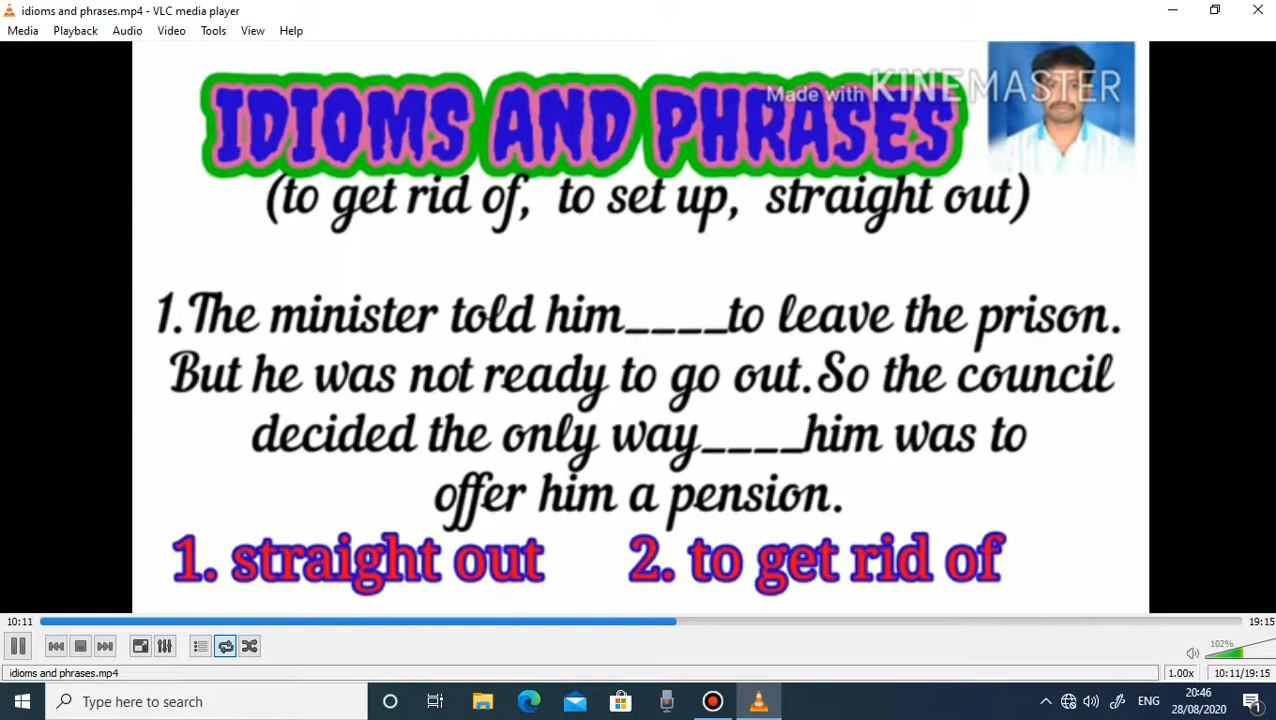 idioms and phrases.mp4 - VLC media player
Media Playback Audio Video Tools View Help
IDIOMS AND PHRASES
Made with KINEMASTER
(to get rid of, to set up, straight out)
1.The minister told him____to leave the prison.
But he was not ready to go out.So the council
decided the only way____him was to
offer him a pension.
1. straight out 2. to get rid of
10:11 19:15
102%
idioms and phrases.mp4 1.00x 10:11/19:15
Type here to search ENG 20:46
28/08/2020
1